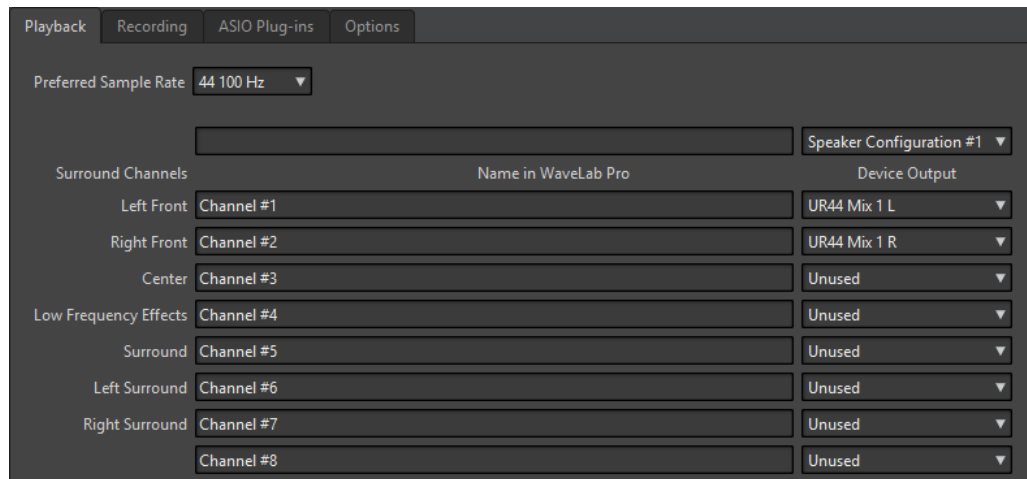 Playback Recording ASIO Plug-ins Options
Preferred Sample Rate 44 100 Hz
Speaker Configuration #1
Surround Channels Name in WaveLab Pro Device Output
Left Front Channel #1 UR44 Mix 1 L
Right Front Channel #2 UR44 Mix 1 R
Center Channel #3 Unused
Low Frequency Effects Channel #4 Unused
Surround Channel #5 Unused
Left Surround Channel #6 Unused
Right Surround Channel #7 Unused
Channel #8 Unused